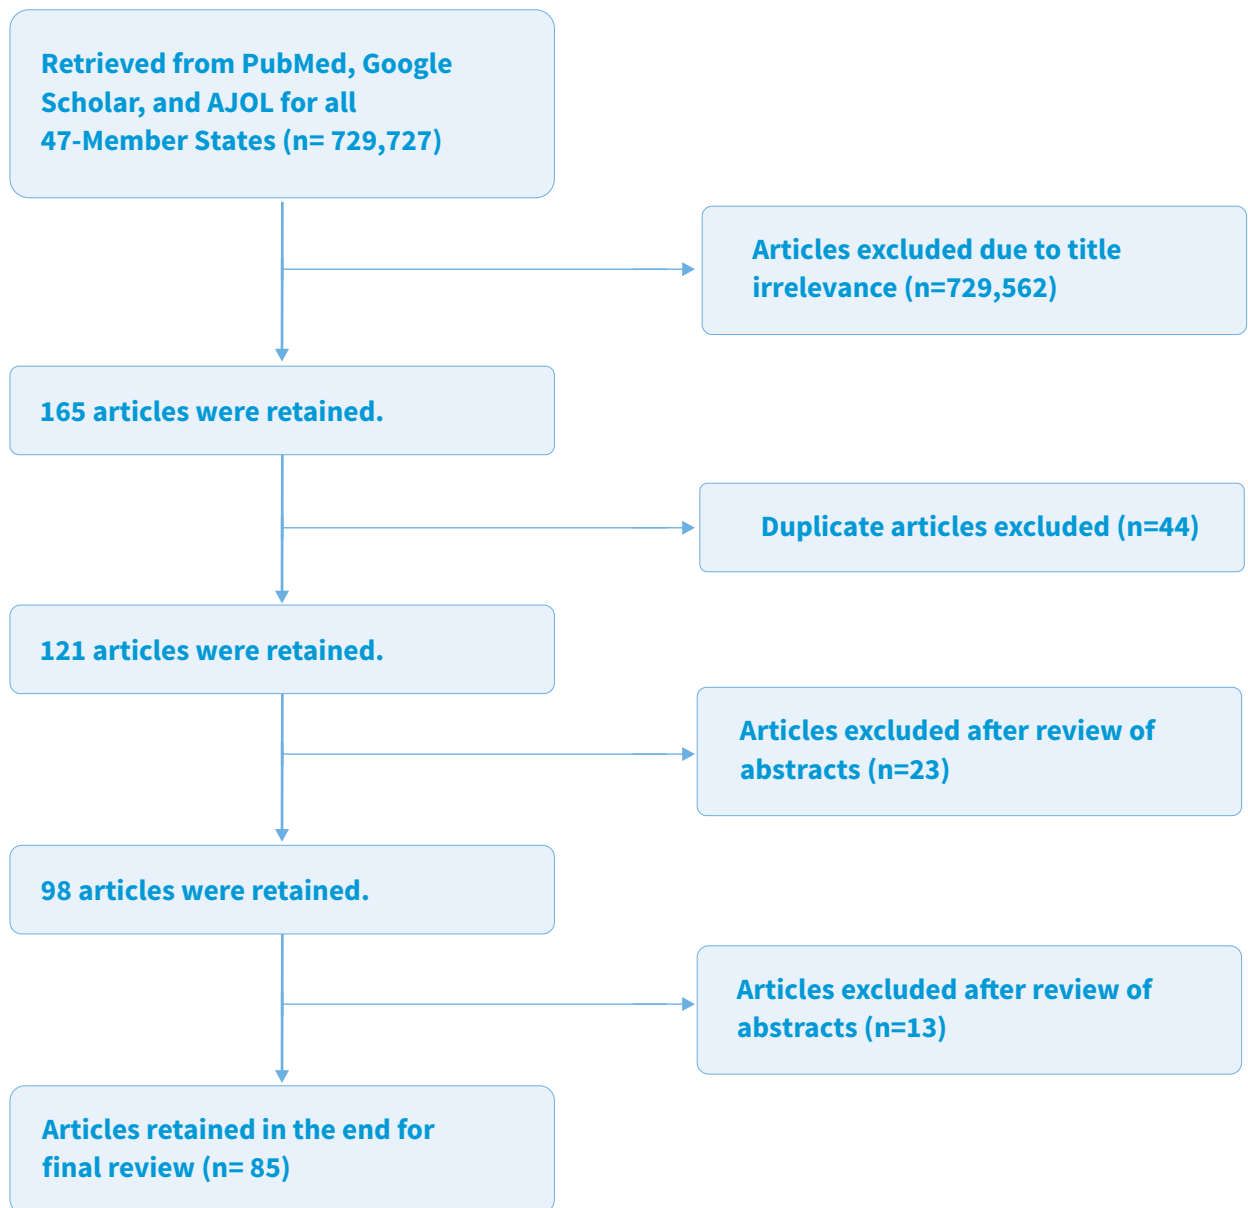 Retrieved from PubMed, Google
Scholar, and AJOL for all
47-Member States (n= 729,727)
Articles excluded due to title
irrelevance (n=729,562)
165 articles were retained.
Duplicate articles excluded (n=44)
121 articles were retained.
Articles excluded after review of
abstracts (n=23)
98 articles were retained.
Articles excluded after review of
abstracts (n=13)
Articles retained in the end for
final review (n= 85)